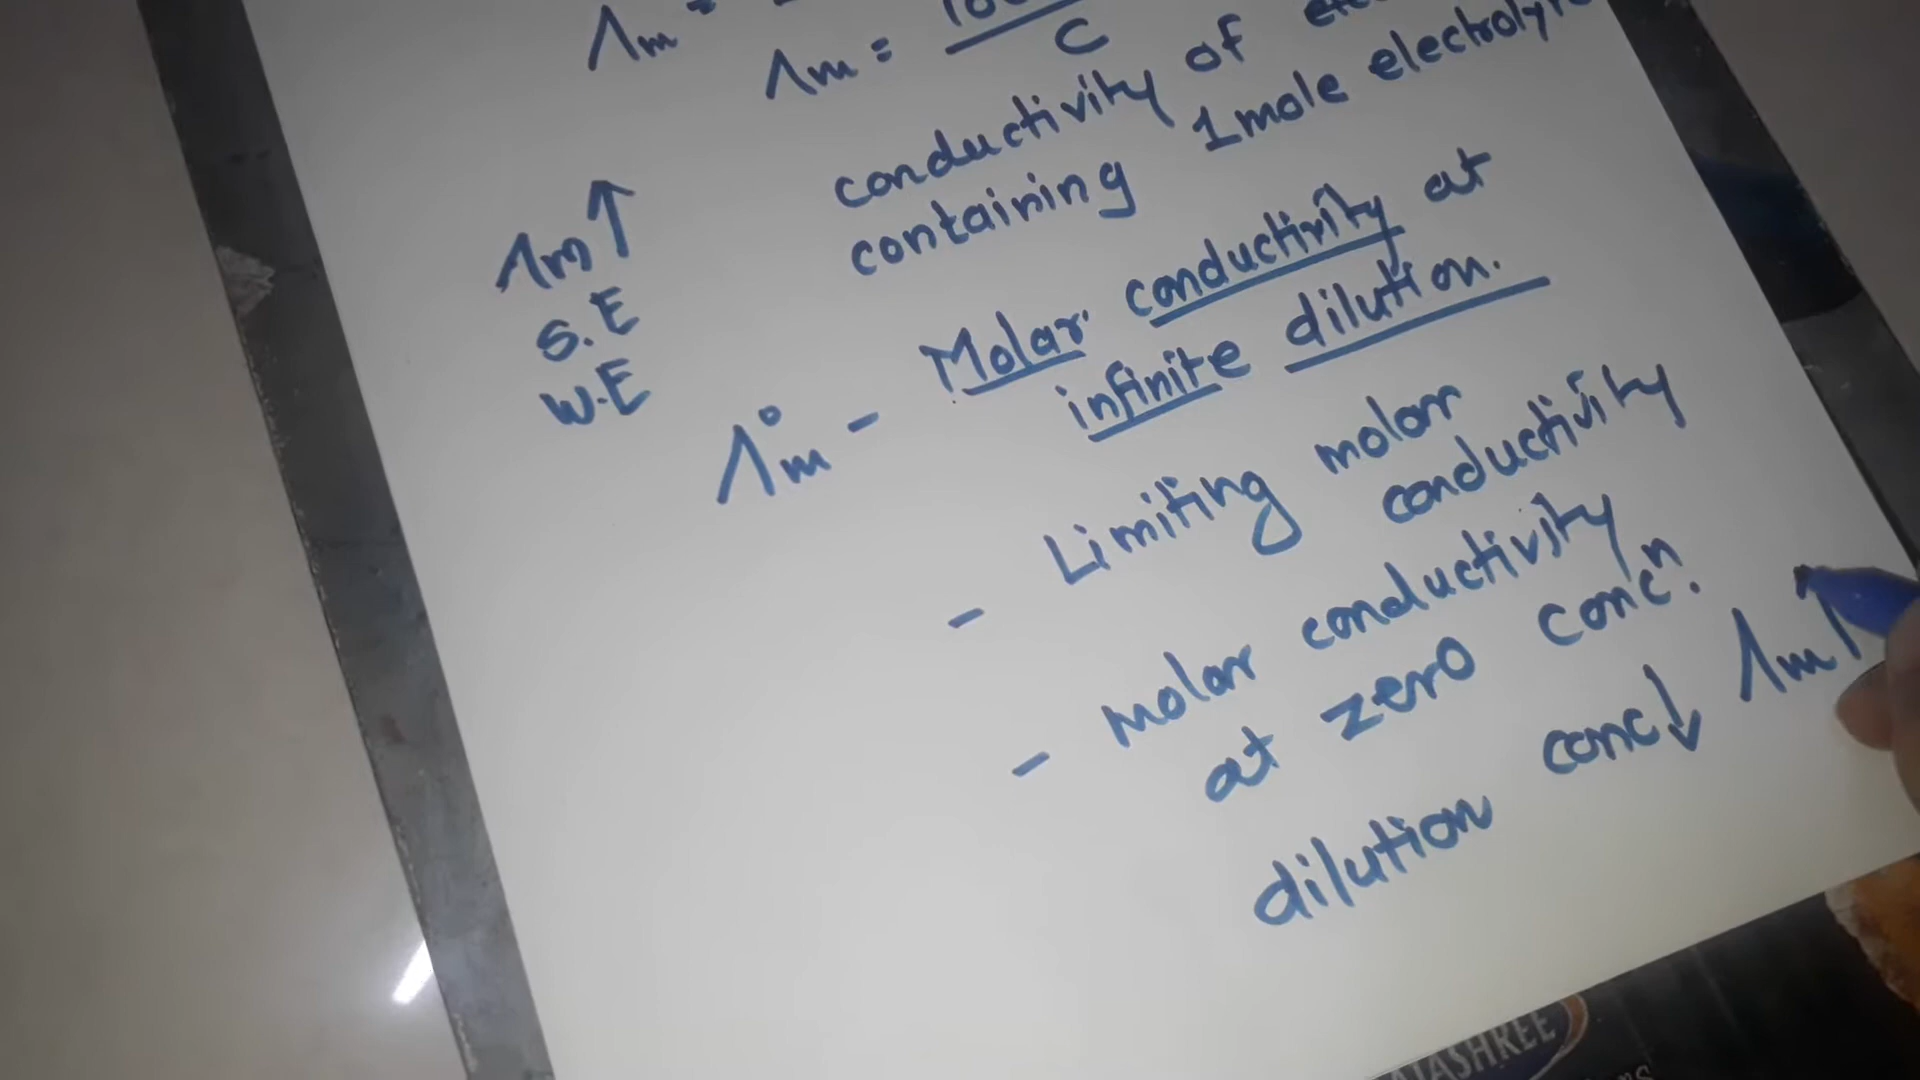 Λm =
Λm = C
conductivity of
containing 1mole electrolyte
Λm↑
S.E
W.E
Λ°m - Molar conductivity at
infinite dilution.
- Limiting molar
conductivity
- Molar conductivity
at zero concⁿ.
dilution conc↓ Λm↑